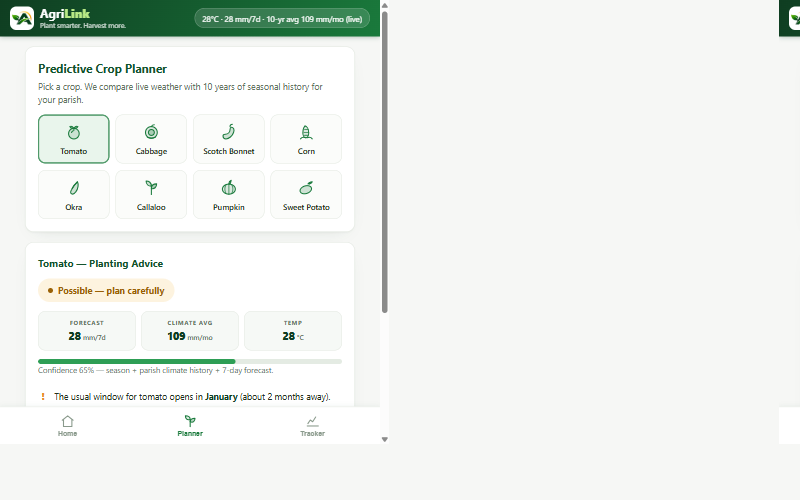 AgriLink
Plant smarter. Harvest more.
28°C · 28 mm/7d · 10-yr avg 109 mm/mo (live)
Predictive Crop Planner
Pick a crop. We compare live weather with 10 years of seasonal history for
your parish.
Tomato
Cabbage
Scotch Bonnet
Corn
Okra
Callaloo
Pumpkin
Sweet Potato
Tomato — Planting Advice
Possible — plan carefully
FORECAST
28 mm/7d
CLIMATE AVG
109 mm/mo
TEMP
28 °C
Confidence 65% — season + parish climate history + 7-day forecast.
! The usual window for tomato opens in January (about 2 months away).
Home
Planner
Tracker